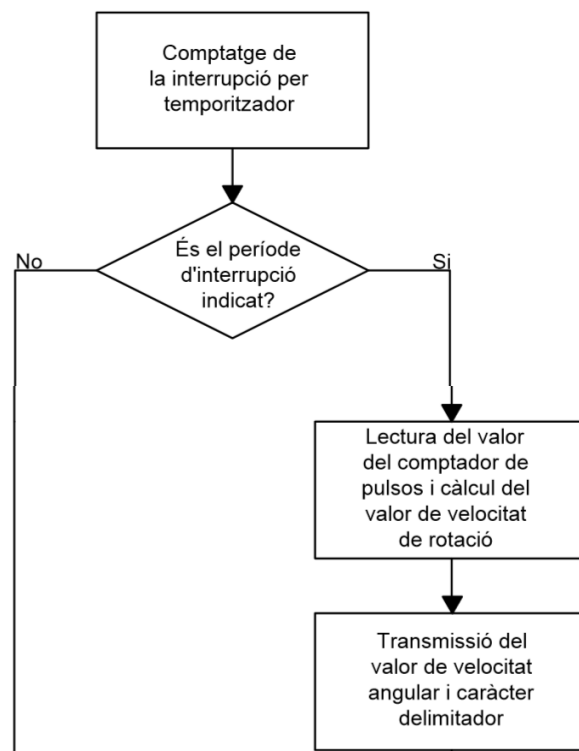 Comptatge de
la interrupció per
temporitzador
És el període
d'interrupció
indicat?
No
Si
Lectura del valor
del comptador de
pulsos i càlcul del
valor de velocitat
de rotació
Transmissió del
valor de velocitat
angular i caràcter
delimitador